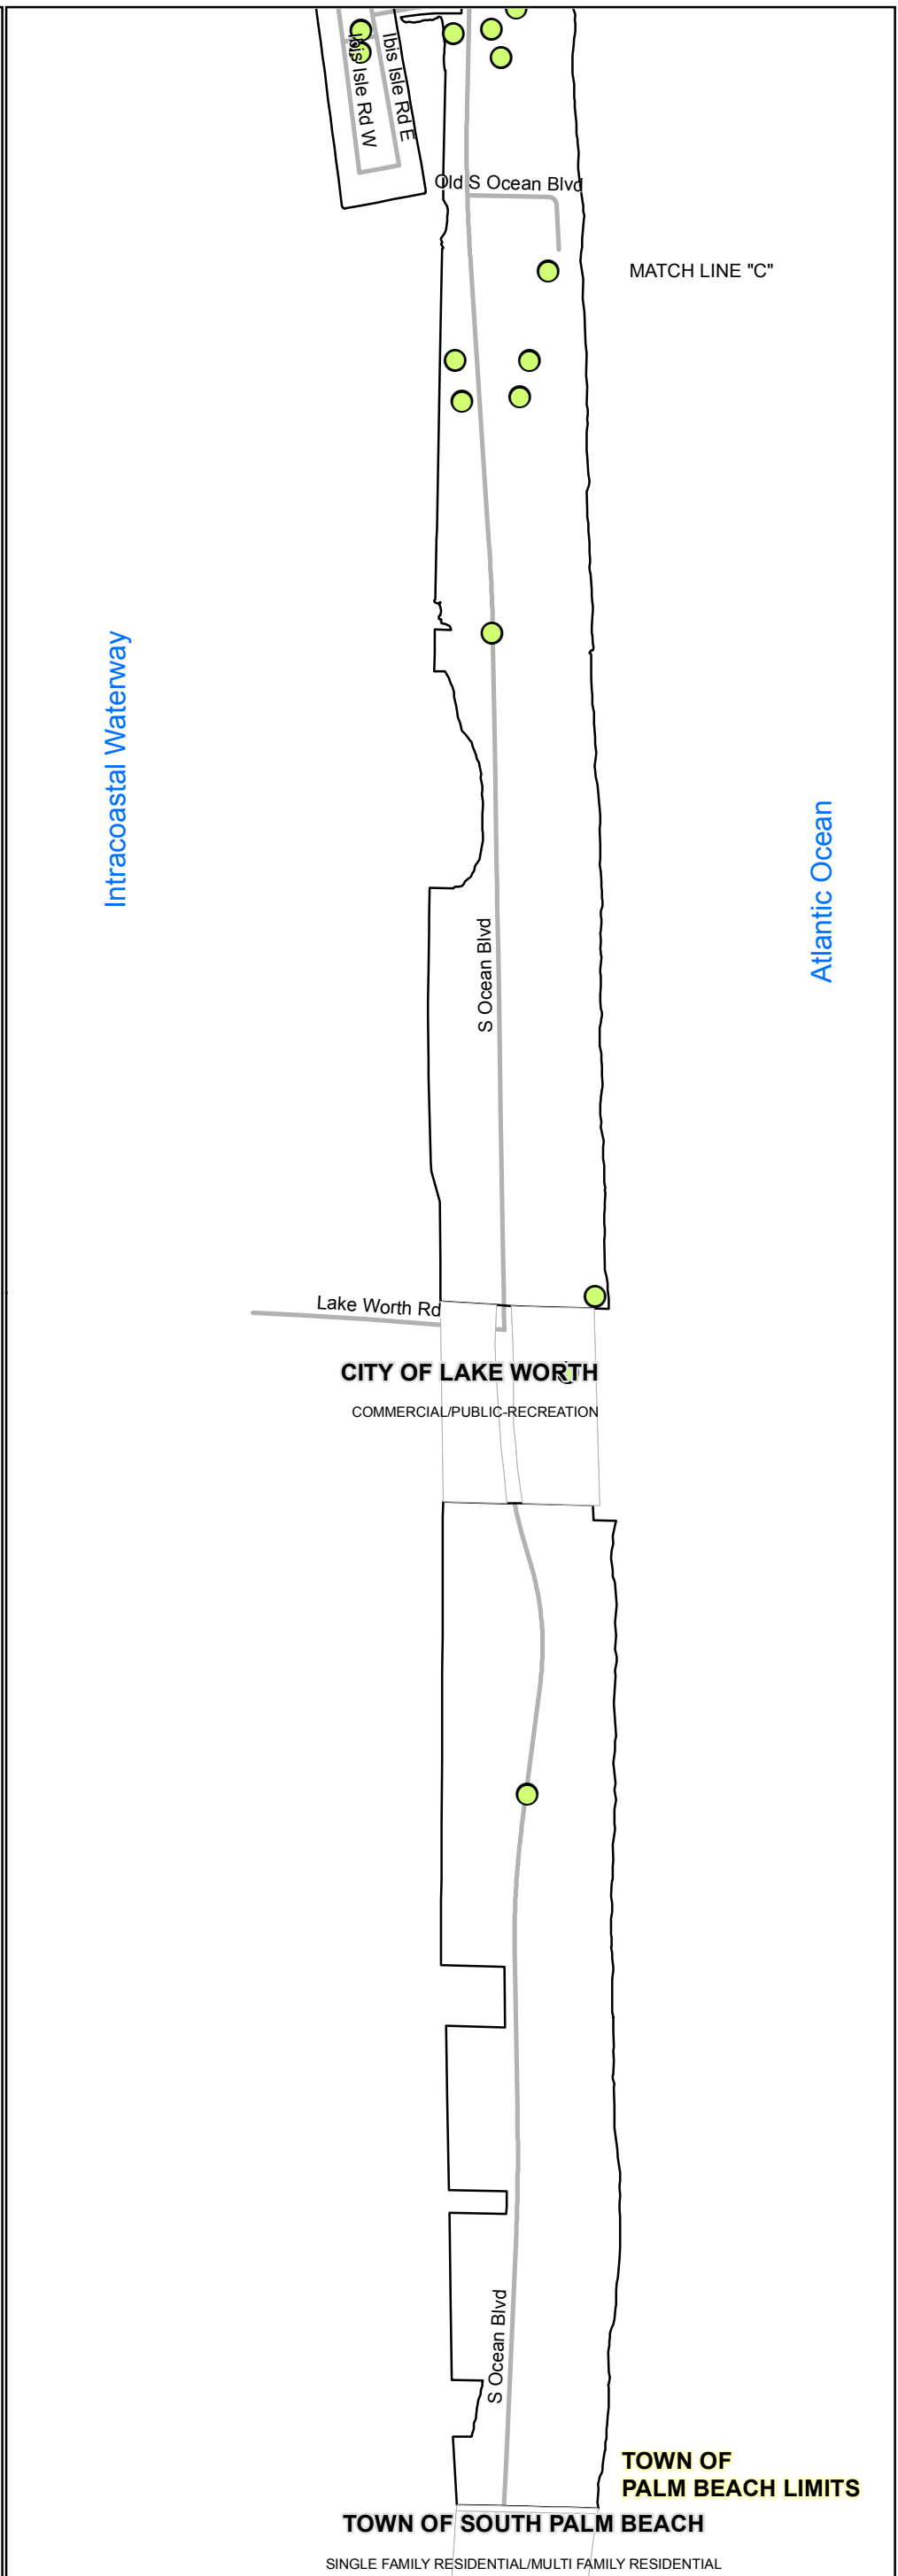 Ibis Isle Rd W
Ibis Isle Rd E
Old S Ocean Blvd
MATCH LINE "C"
Intracoastal Waterway
Atlantic Ocean
S Ocean Blvd
Lake Worth Rd
CITY OF LAKE WORTH
COMMERCIAL/PUBLIC-RECREATION
S Ocean Blvd
TOWN OF
PALM BEACH LIMITS
TOWN OF SOUTH PALM BEACH
SINGLE FAMILY RESIDENTIAL/MULTI FAMILY RESIDENTIAL